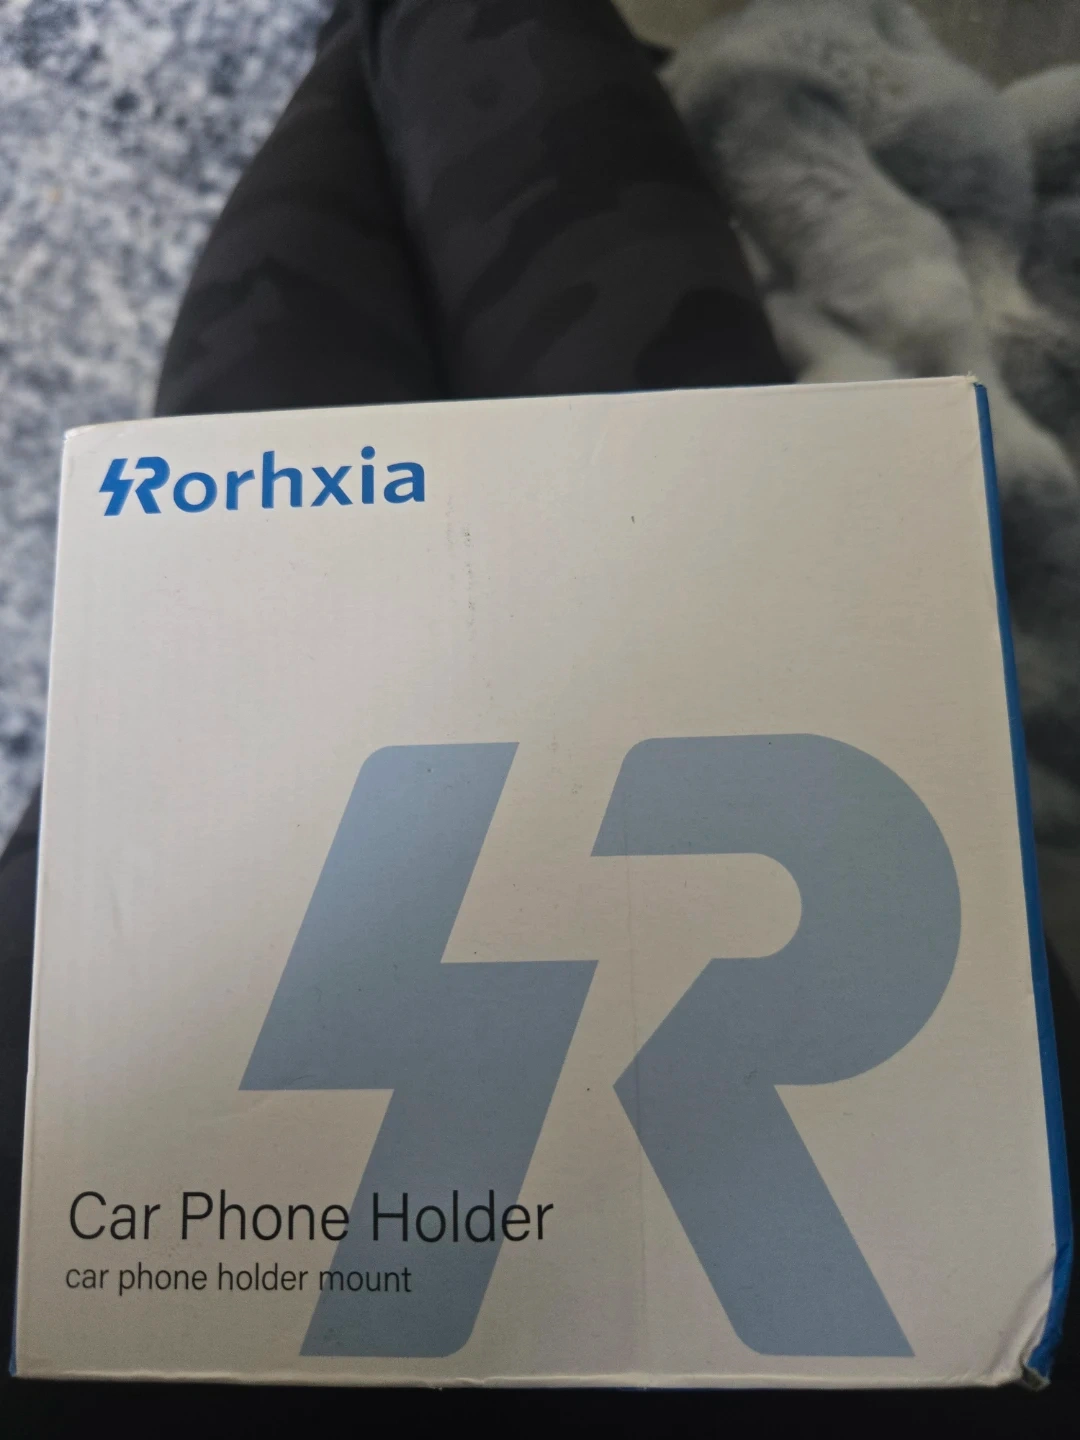 Rorhxia
Car Phone Holder
car phone holder mount